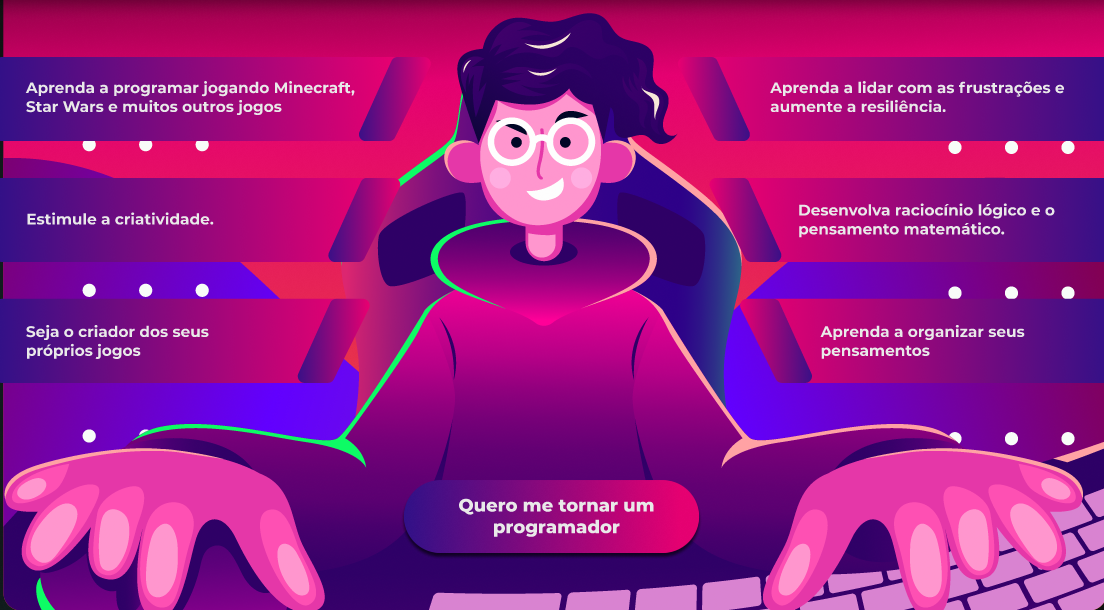 Aprenda a programar jogando Minecraft,
Star Wars e muitos outros jogos
Estimule a criatividade.
Seja o criador dos seus
próprios jogos
Aprenda a lidar com as frustrações e
aumente a resiliência.
Desenvolva raciocínio lógico e o
pensamento matemático.
Aprenda a organizar seus
pensamentos
Quero me tornar um
programador